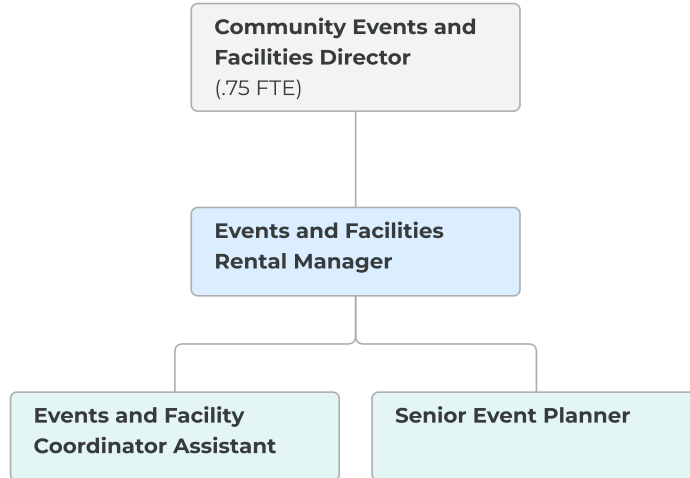 Community Events and
Facilities Director
(.75 FTE)
Events and Facilities
Rental Manager
Events and Facility
Coordinator Assistant
Senior Event Planner